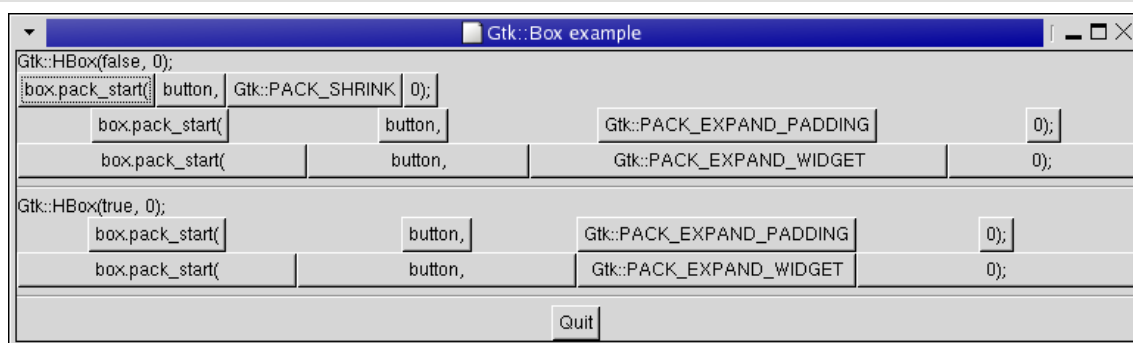 Gtk::Box example
Gtk::HBox(false, 0);
box.pack_start( button, Gtk::PACK_SHRINK 0);
box.pack_start( button, Gtk::PACK_EXPAND_PADDING 0);
box.pack_start( button, Gtk::PACK_EXPAND_WIDGET 0);
Gtk::HBox(true, 0);
box.pack_start( button, Gtk::PACK_EXPAND_PADDING 0);
box.pack_start( button, Gtk::PACK_EXPAND_WIDGET 0);
Quit